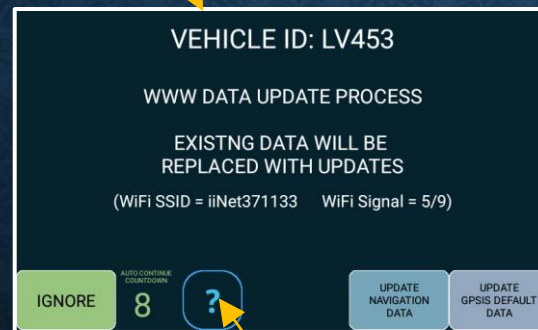 VEHICLE ID: LV453
WWW DATA UPDATE PROCESS
EXISTNG DATA WILL BE
REPLACED WITH UPDATES
(WiFi SSID = iiNet371133 WiFi Signal = 5/9)
IGNORE
AUTO CONTINUE
COUNTDOWN
8
?
UPDATE
NAVIGATION
DATA
UPDATE
GPSIS DEFAULT
DATA